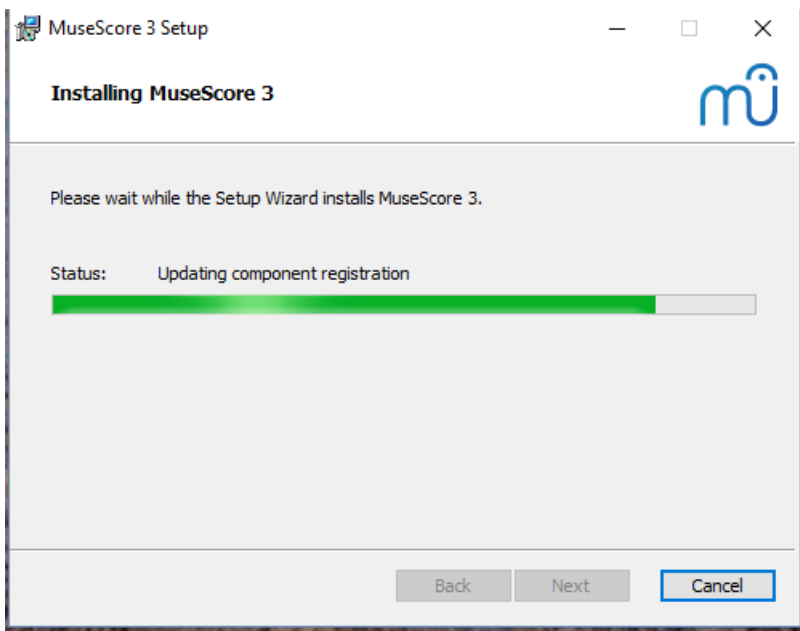 MuseScore 3 Setup
Installing MuseScore 3
Please wait while the Setup Wizard installs MuseScore 3.
Status: Updating component registration
Back Next Cancel